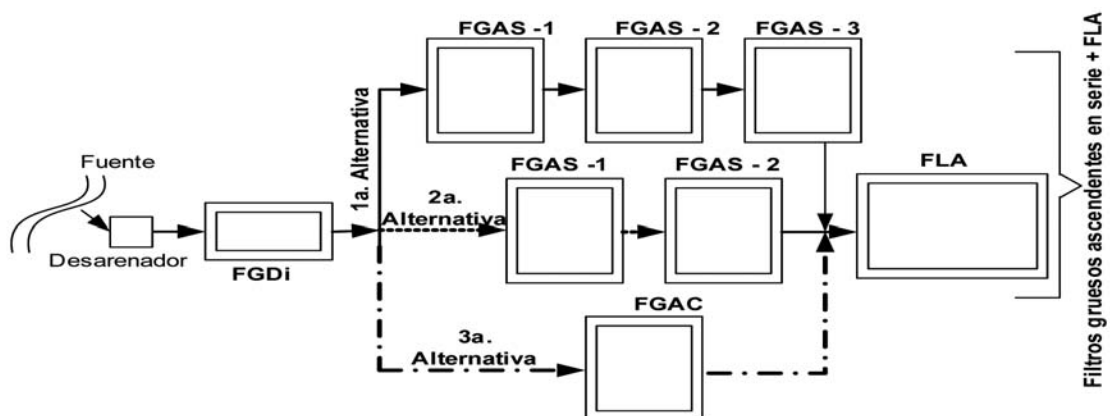 FGAS -1
FGAS - 2
FGAS - 3
1a. Alternativa
Fuente
Desarenador
FGDi
2a.
Alternativa
FGAS -1
FGAS - 2
FLA
3a.
Alternativa
FGAC
Filtros gruesos ascendentes en serie + FLA